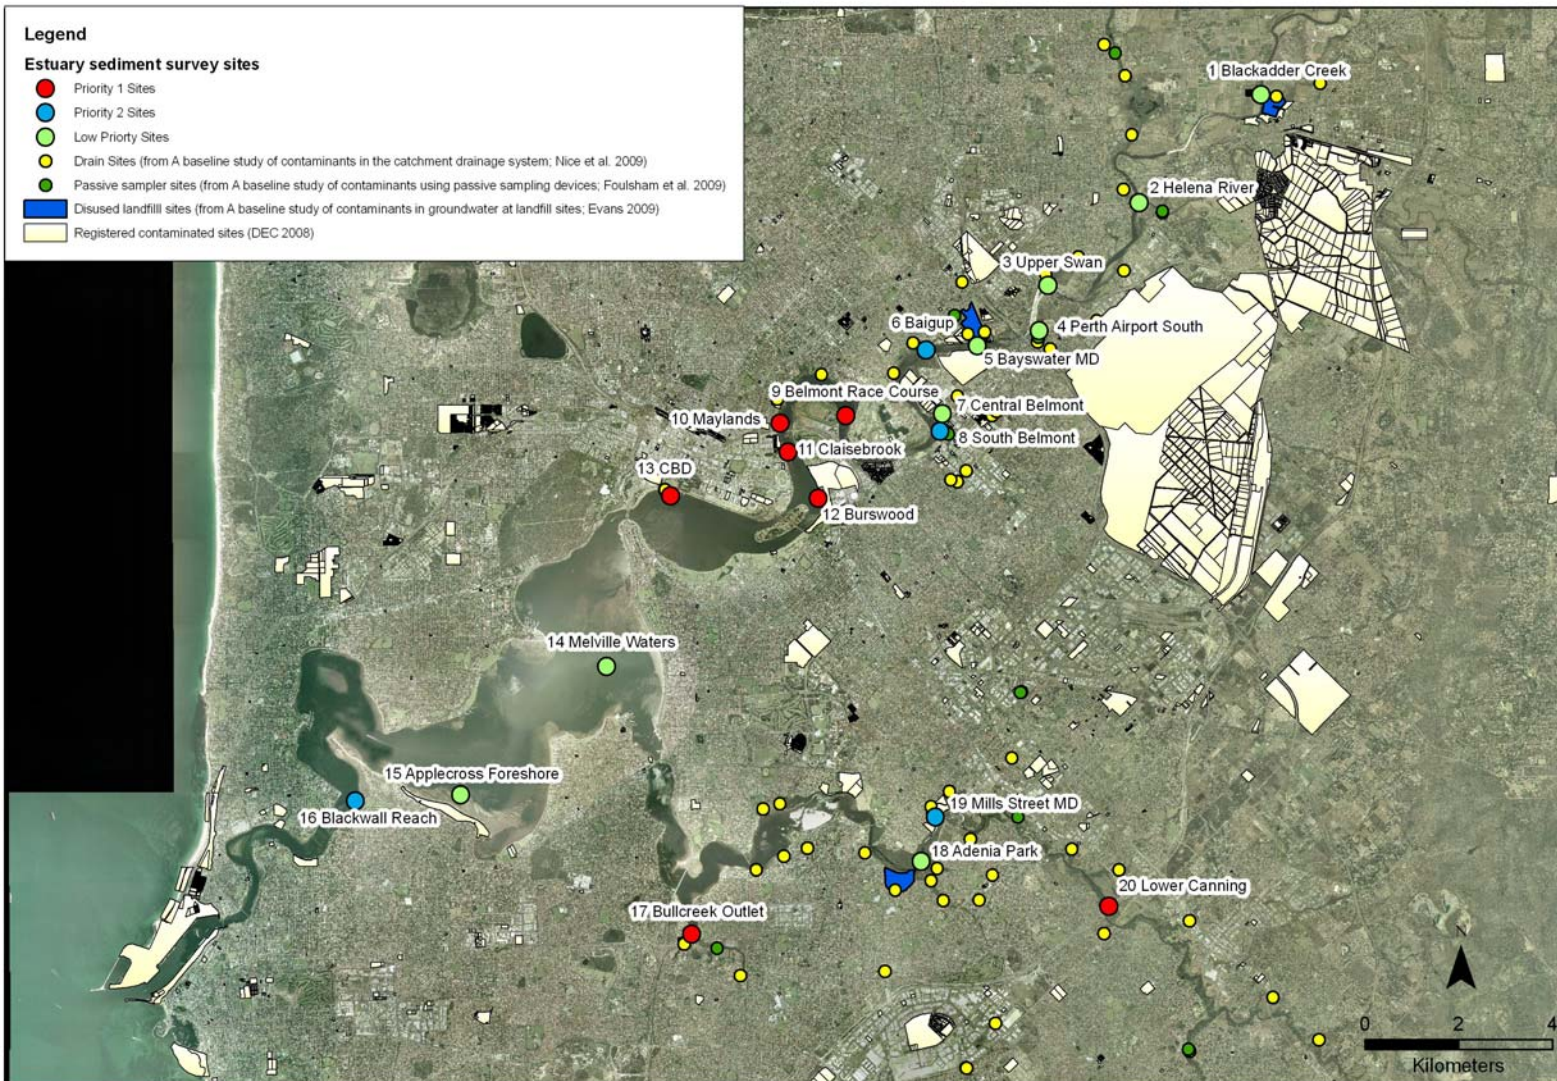 Legend
Estuary sediment survey sites
Priority 1 Sites
Priority 2 Sites
Low Priorty Sites
Drain Sites (from A baseline study of contaminants in the catchment drainage system; Nice et al. 2009)
Passive sampler sites (from A baseline study of contaminants using passive sampling devices; Foulsham et al. 2009)
Disused landfilll sites (from A baseline study of contaminants in groundwater at landfill sites; Evans 2009)
Registered contaminated sites (DEC 2008)
1 Blackadder Creek
2 Helena River
3 Upper Swan
6 Baigup
4 Perth Airport South
5 Bayswater MD
9 Belmont Race Course
7 Central Belmont
10 Maylands
8 South Belmont
11 Claisebrook
13 CBD
12 Burswood
14 Melville Waters
15 Applecross Foreshore
16 Blackwall Reach
19 Mills Street MD
18 Adenia Park
20 Lower Canning
17 Bullcreek Outlet
N
0 2 4
Kilometers